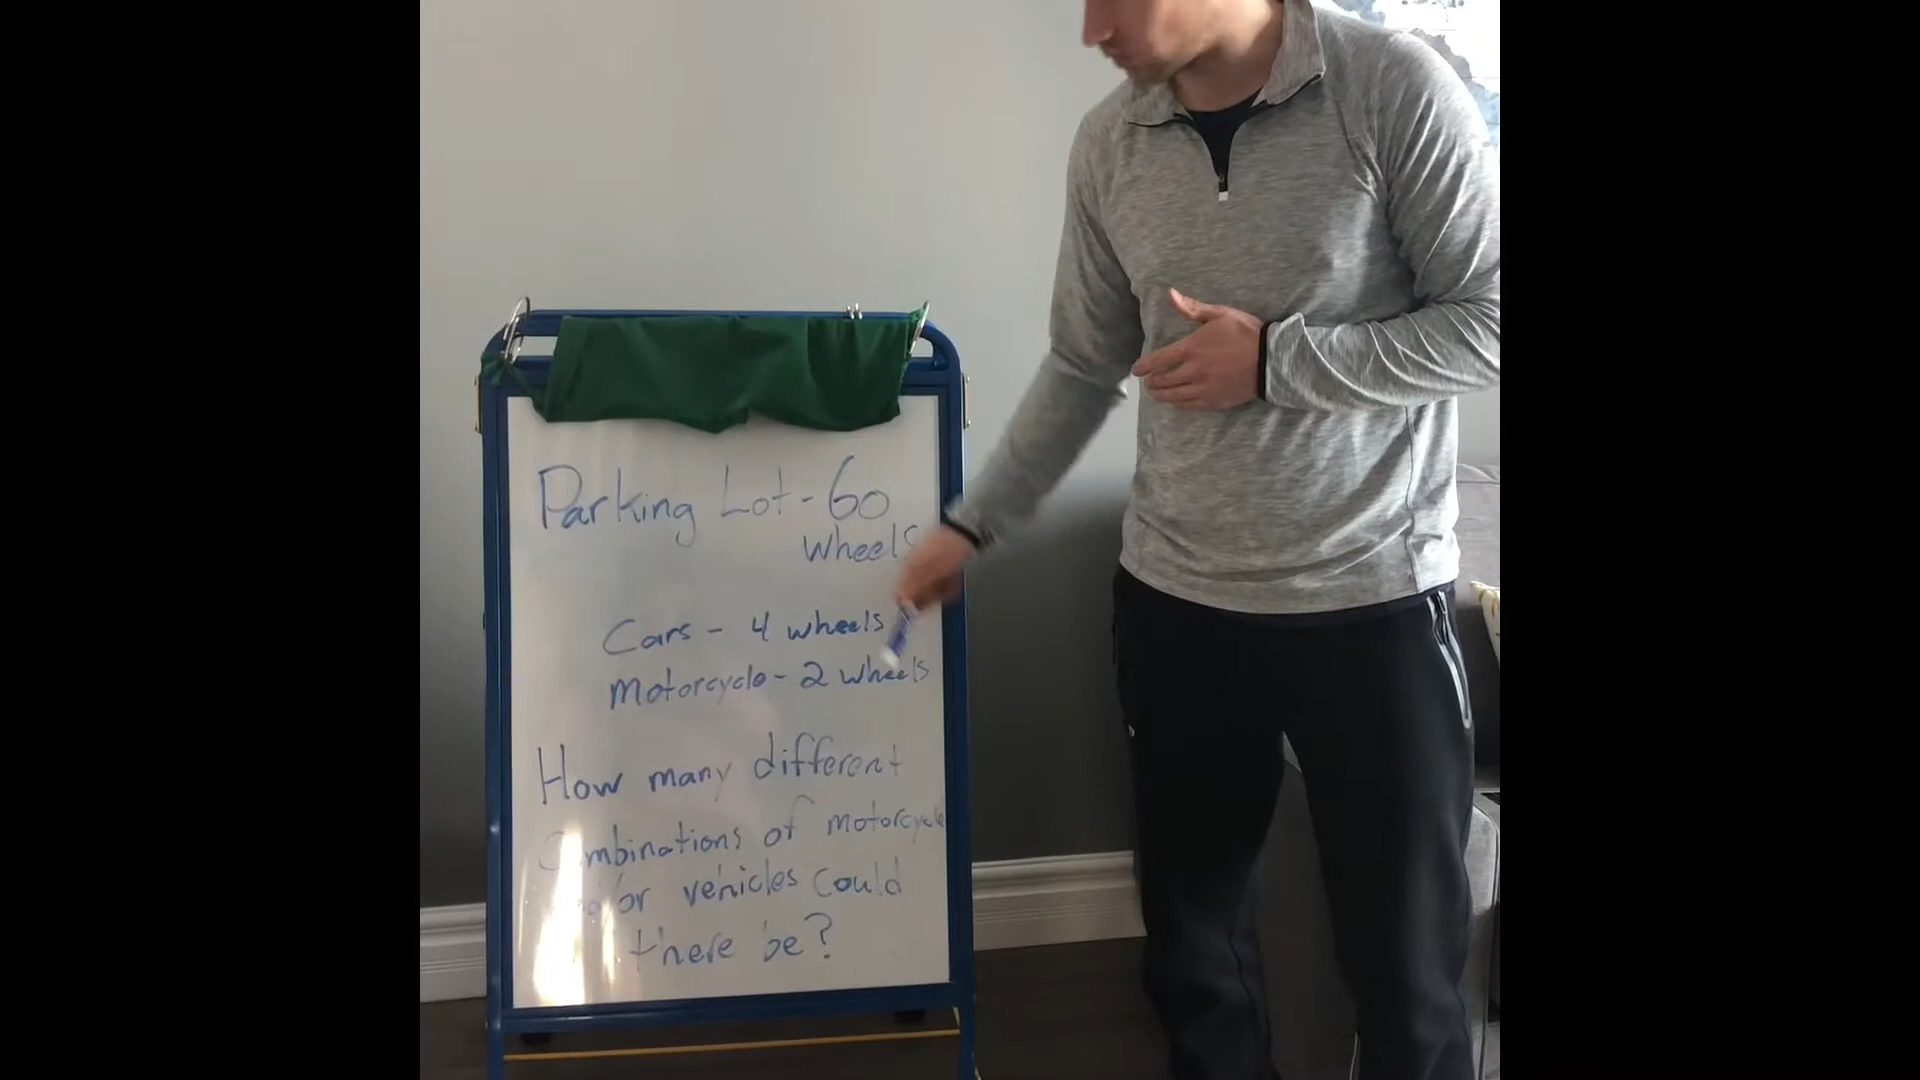 Parking Lot - 60
wheels
Cars - 4 wheels
Motorcycle - 2 wheels
How many different
combinations of motorcycle
or vehicles could
there be?